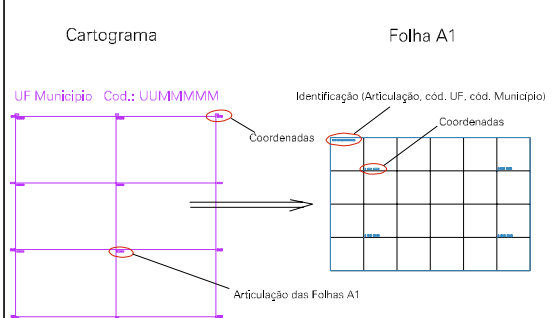 Cartograma
Folha A1
UF Município Cod.: UUMMMMM
Identificação (Articulação, cód. UF, cód. Município)
Coordenadas
Coordenadas
Articulação das Folhas A1